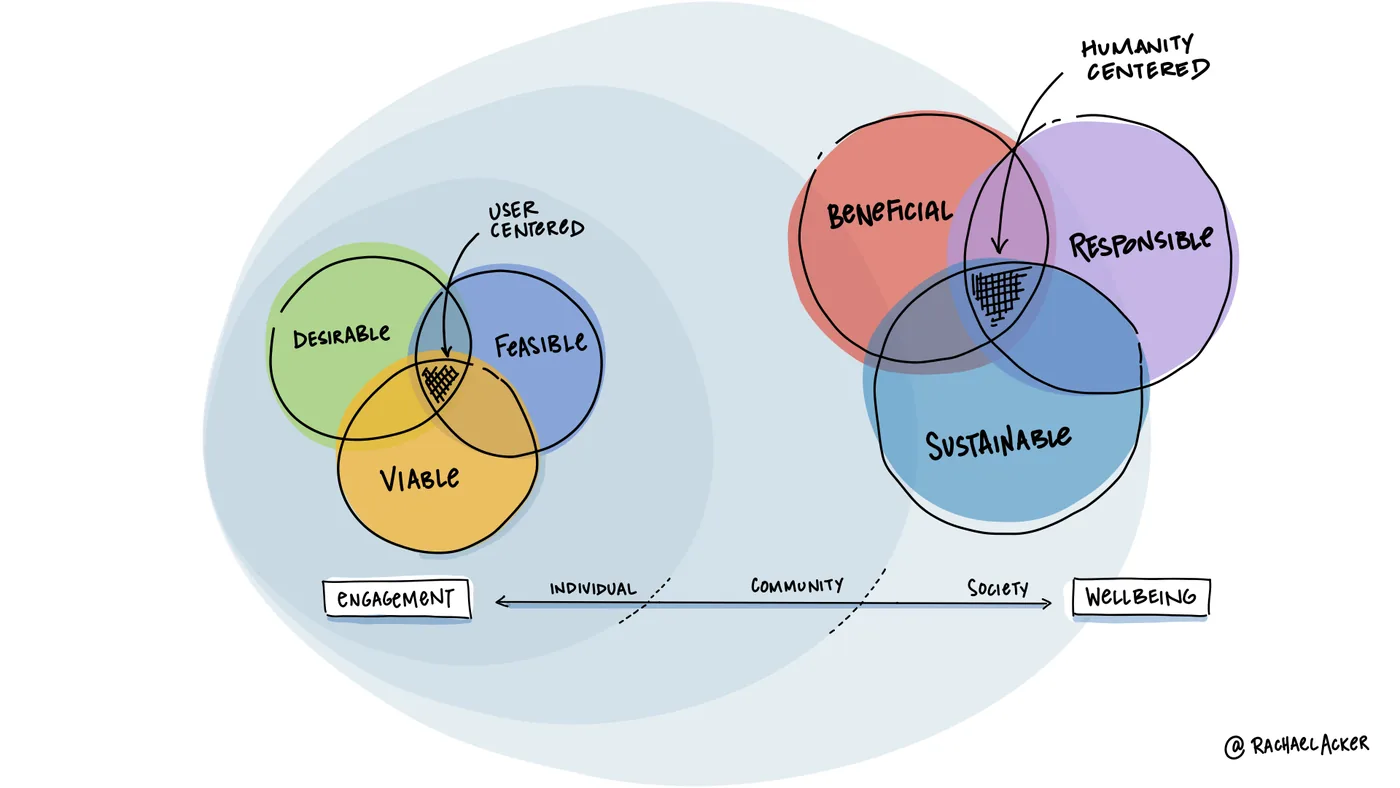 HUMANITY
CENTERED
USER
CENTERED
BENEFICIAL
RESPONSIBLE
DESIRABLE
FEASIBLE
SUSTAINABLE
VIABLE
INDIVIDUAL
COMMUNITY
SOCIETY
ENGAGEMENT
WELLBEING
@RACHAELACKER